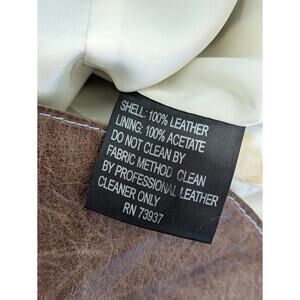 SHELL: 100% LEATHER
LINING: 100% ACETATE
DO NOT CLEAN BY
FABRIC METHOD CLEAN
BY PROFESSIONAL LEATHER
CLEANER ONLY
RN 73937